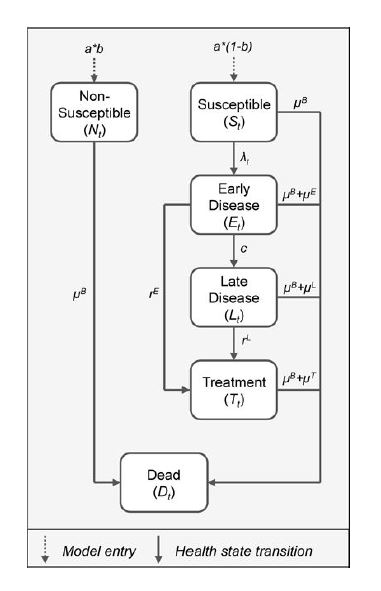 a*b
a*(1-b)
Non-
Susceptible
(Nₜ)
Susceptible
(Sₜ)
μᴮ
λₜ
Early
Disease
(Eₜ)
μᴮ+μᴱ
c
μᴮ
rᴱ
Late
Disease
(Lₜ)
μᴮ+μᴸ
rᴸ
Treatment
(Tₜ)
μᴮ+μᵀ
Dead
(Dₜ)
Model entry
Health state transition